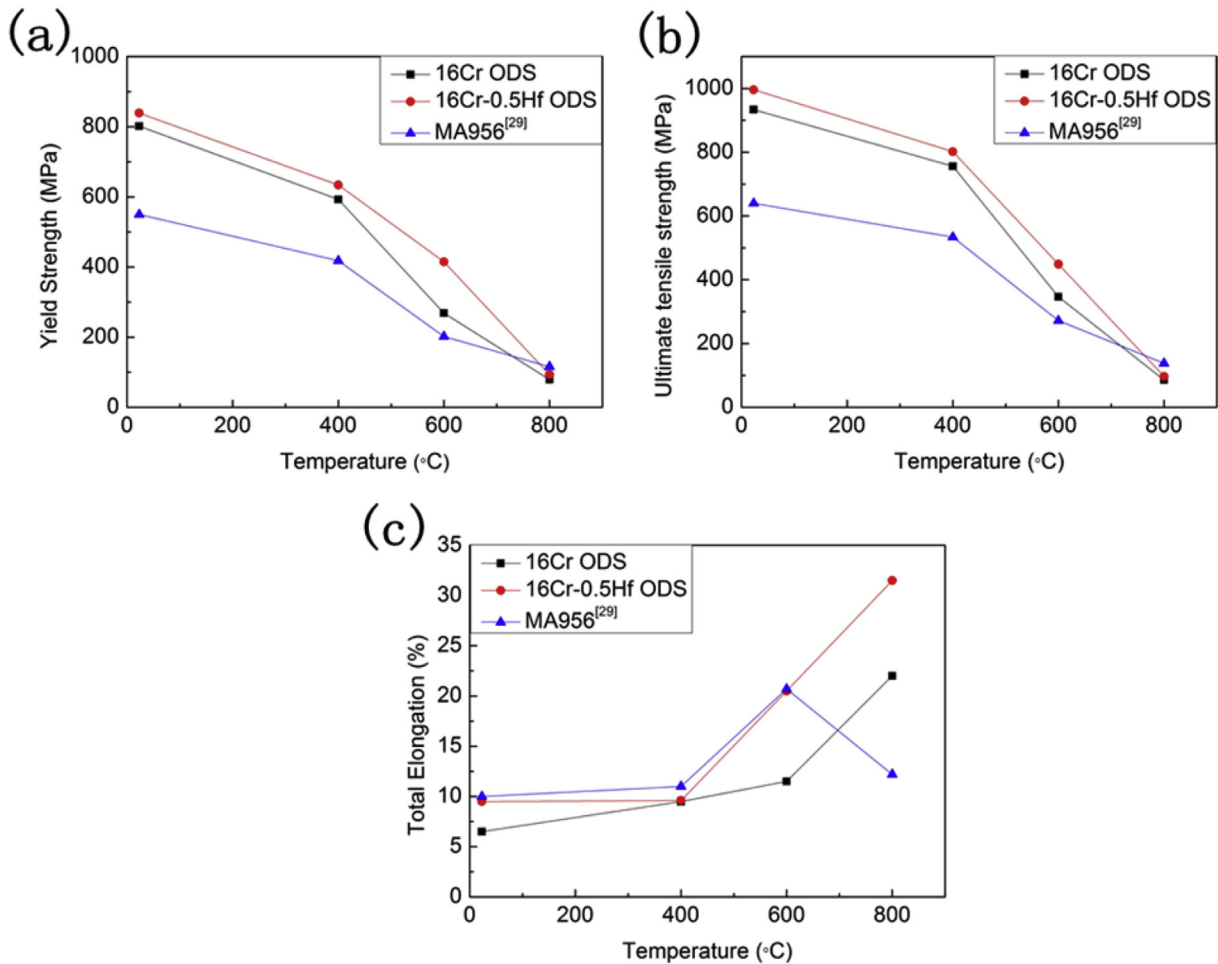 (a)
1000
800
600
400
200
0
Yield Strength (MPa)
16Cr ODS
16Cr-0.5Hf ODS
MA956[29]
0 200 400 600 800
Temperature (°C)
(b)
1000
800
600
400
200
0
Ultimate tensile strength (MPa)
16Cr ODS
16Cr-0.5Hf ODS
MA956[29]
0 200 400 600 800
Temperature (°C)
(c)
35
30
25
20
15
10
5
0
Total Elongation (%)
16Cr ODS
16Cr-0.5Hf ODS
MA956[29]
0 200 400 600 800
Temperature (°C)